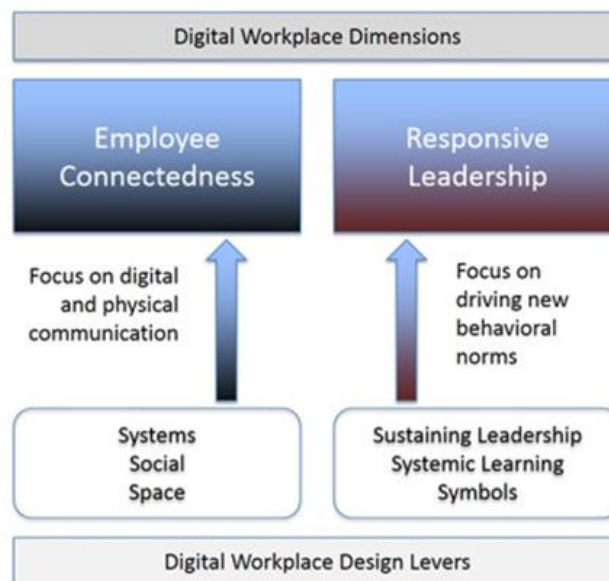 Digital Workplace Dimensions
Employee
Connectedness
Responsive
Leadership
Focus on digital
and physical
communication
Focus on
driving new
behavioral
norms
Systems
Social
Space
Sustaining Leadership
Systemic Learning
Symbols
Digital Workplace Design Levers